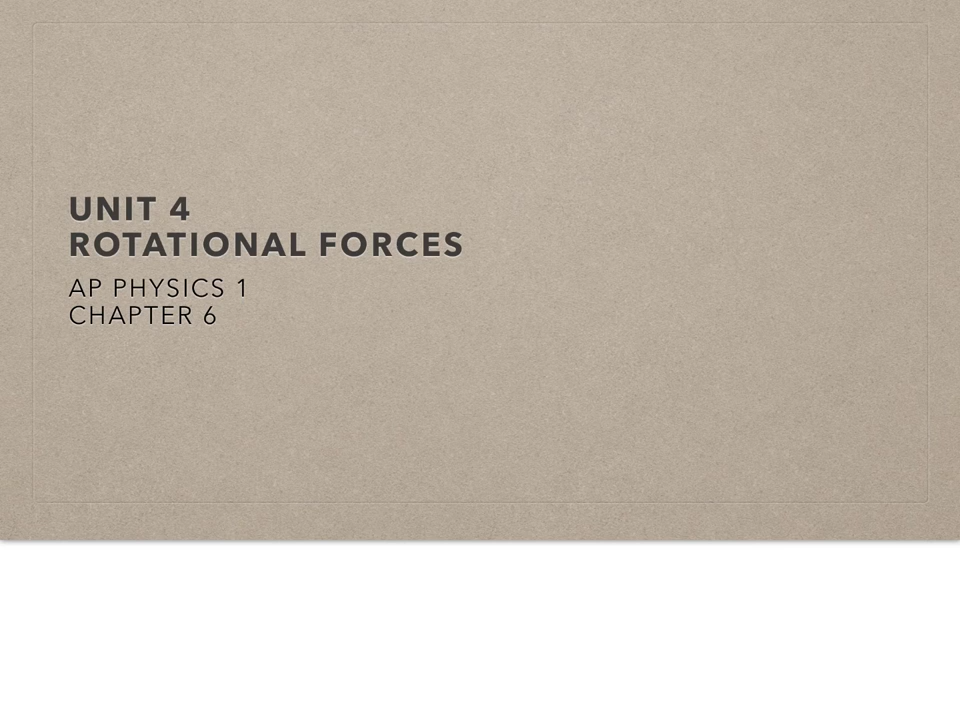 UNIT 4
ROTATIONAL FORCES
AP PHYSICS 1
CHAPTER 6